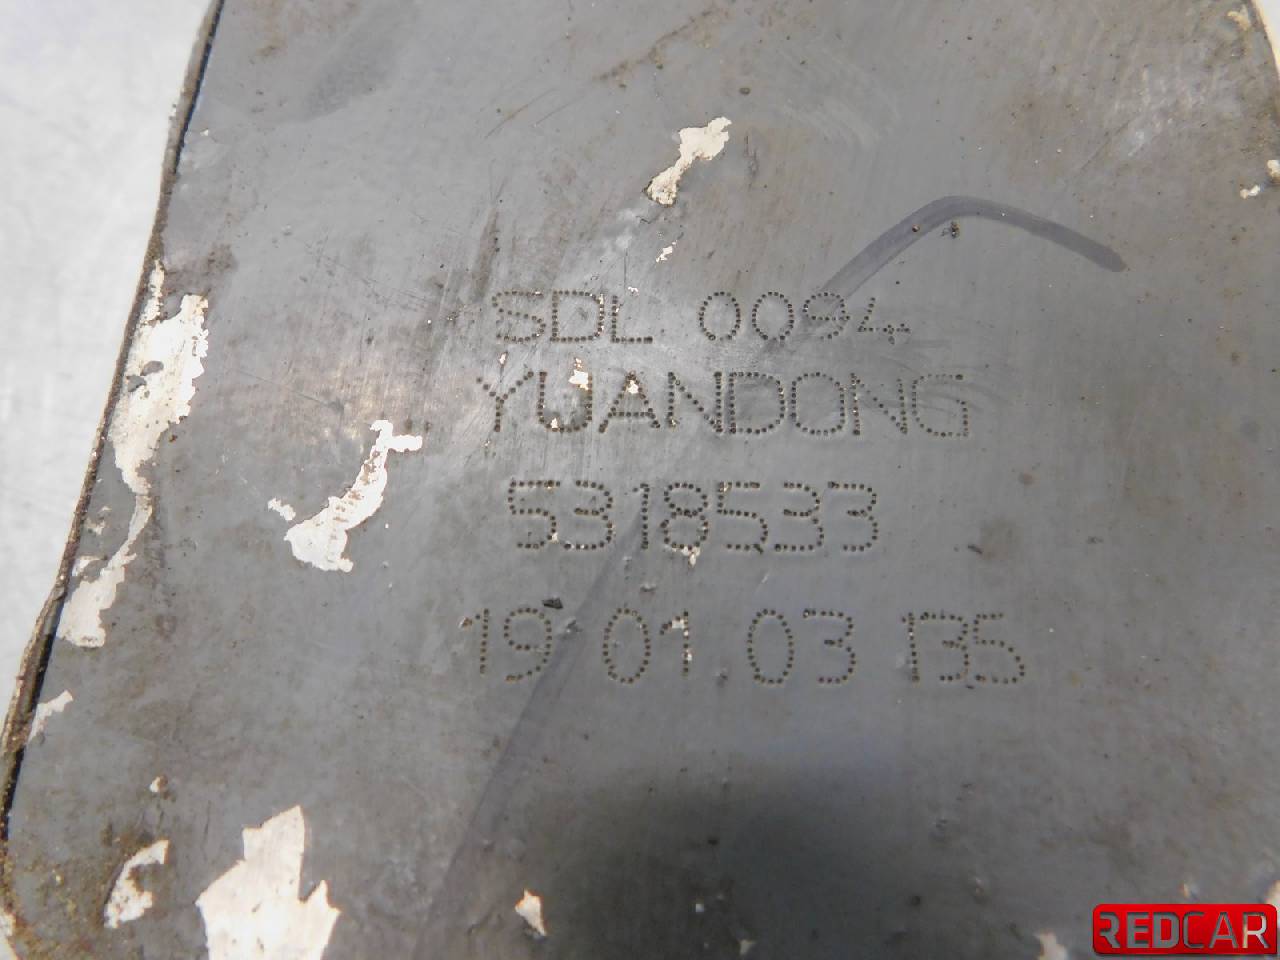 SDL 0094
YUANDONG
5318533
19 01 03 135
REDCAR